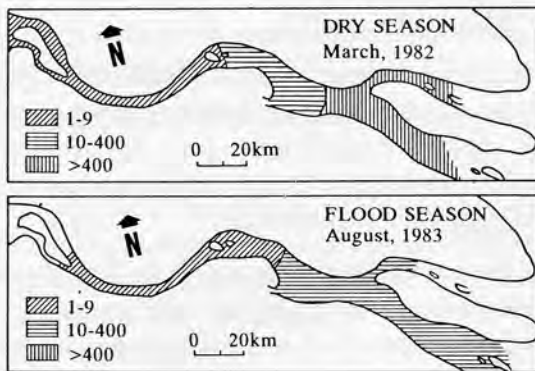 DRY SEASON
March, 1982
N
1-9
10-400
>400
0 20km
FLOOD SEASON
August, 1983
N
1-9
10-400
>400
0 20km